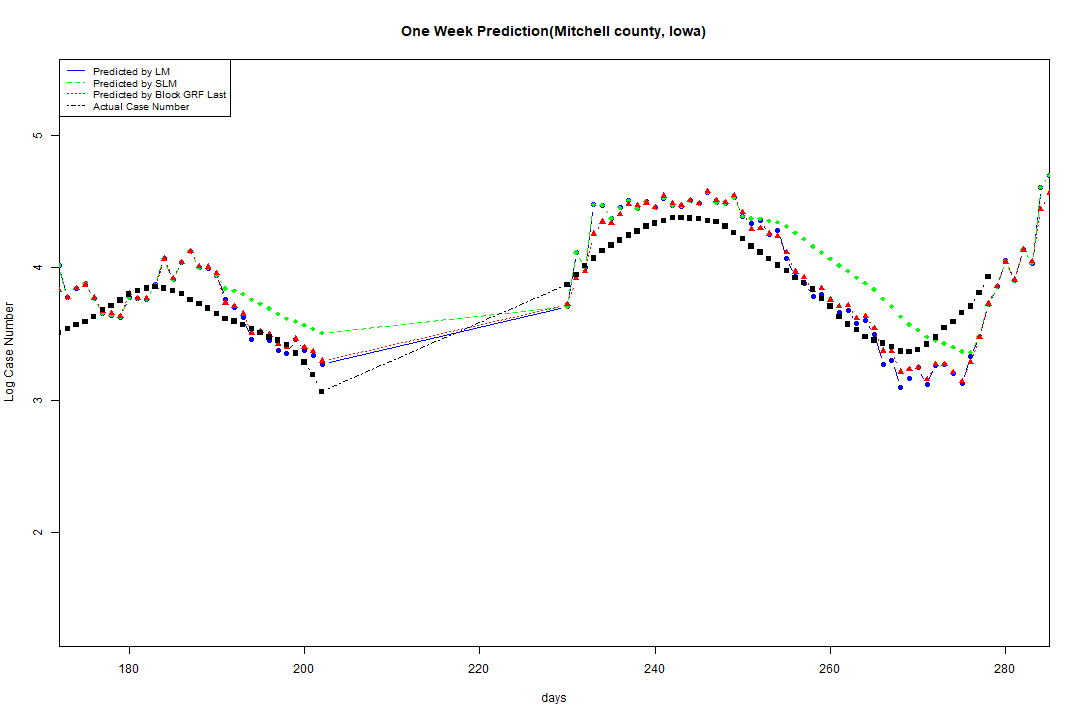 One Week Prediction(Mitchell county, Iowa)
Predicted by LM
Predicted by SLM
Predicted by Block GRF Last
Actual Case Number
5
4
3
2
Log Case Number
180 200 220 240 260 280
days